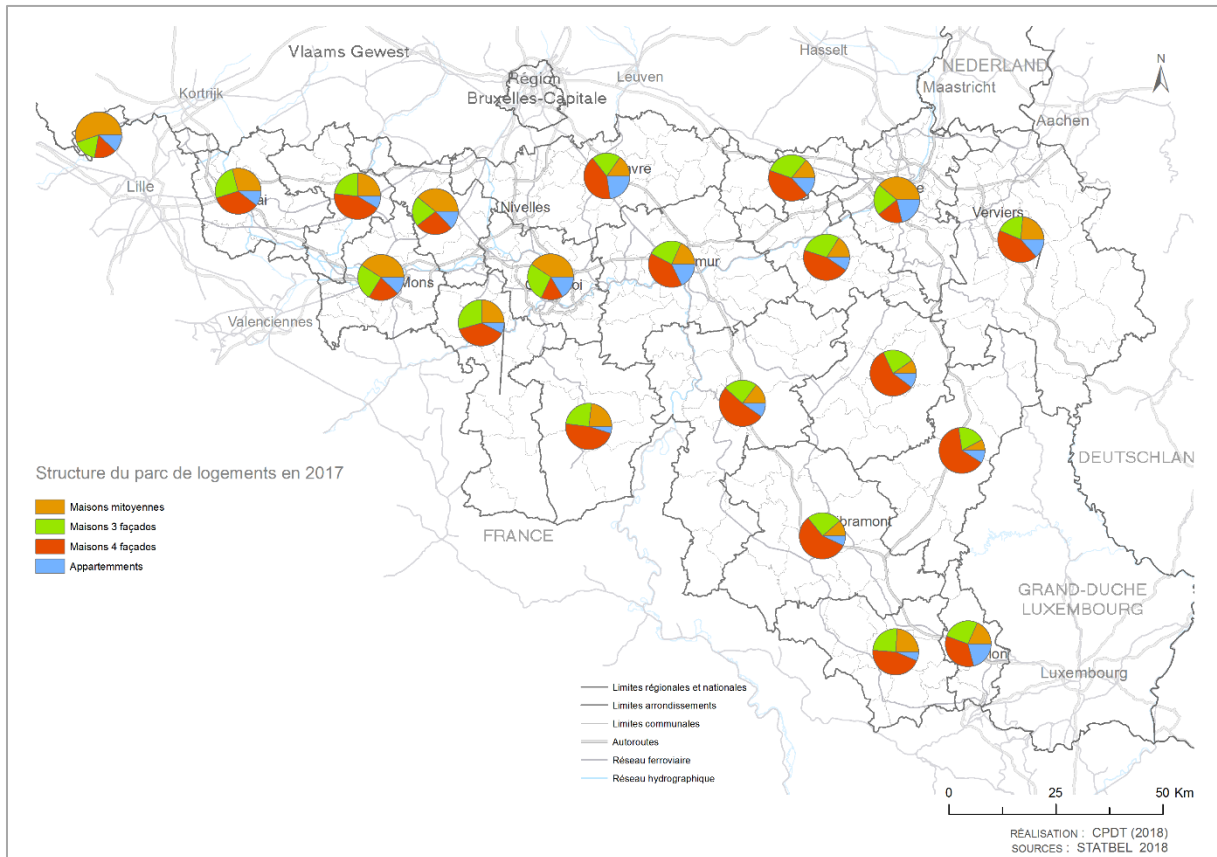 Vlaams Gewest
Hasselt
NEDERLAND
Région
Leuven
Maastricht
Kortrijk
Bruxelles-Capitale
Aachen
Lille
Nivelles
Verviers
Mons
Valenciennes
Structure du parc de logements en 2017
Maisons mitoyennes
Maisons 3 façades
Maisons 4 façades
Appartemments
DEUTSCHLAN
FRANCE
ibramont
GRAND-DUCHE
LUXEMBOURG
Luxembourg
Limites régionales et nationales
Limites arrondissements
Limites communales
Autoroutes
Réseau ferroviaire
Réseau hydrographique
N
0 25 50 Km
RÉALISATION : CPDT (2018)
SOURCES : STATBEL 2018